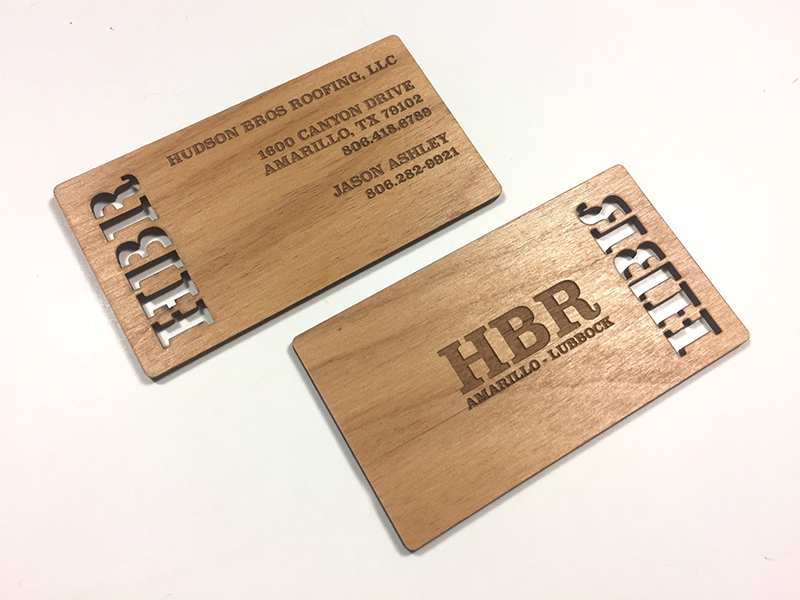 HUDSON BROS ROOFING, LLC
1600 CANYON DRIVE
AMARILLO, TX 79102
806.418.6789
JASON ASHLEY
806.282-9921
HBR
HBR
AMARILLO - LUBBOCK
HBR